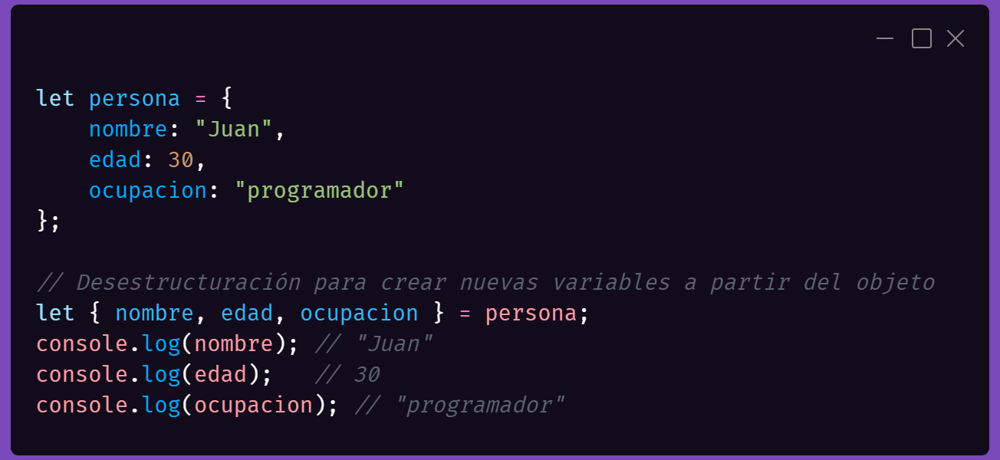 let persona = {
    nombre: "Juan",
    edad: 30,
    ocupacion: "programador"
};
// Desestructuración para crear nuevas variables a partir del objeto
let { nombre, edad, ocupacion } = persona;
console.log(nombre); // "Juan"
console.log(edad);   // 30
console.log(ocupacion); // "programador"